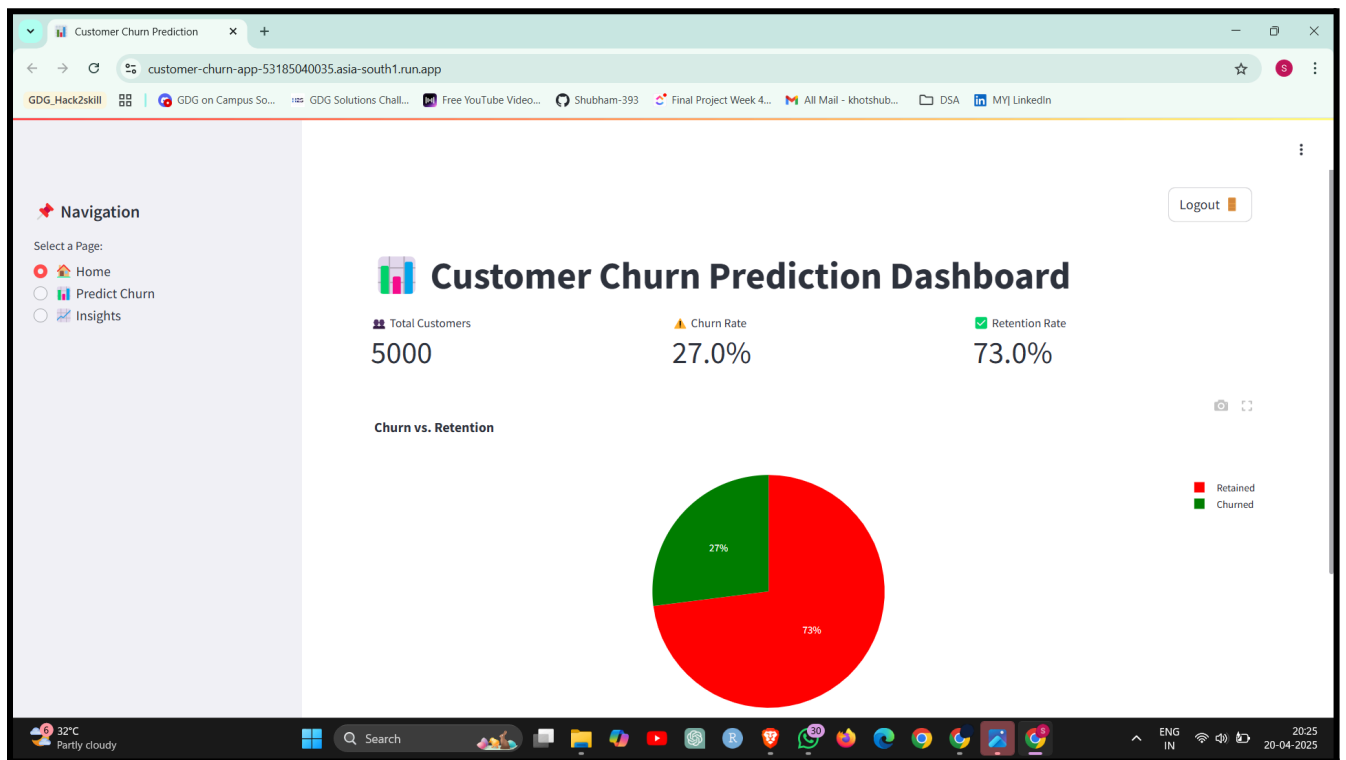 Customer Churn Prediction
customer-churn-app-53185040035.asia-south1.run.app
S
GDG_Hack2skill
GDG on Campus So...
GDG Solutions Chall...
Free YouTube Video...
Shubham-393
Final Project Week 4...
All Mail - khotshub...
DSA
MY| LinkedIn
Navigation
Select a Page:
Home
Predict Churn
Insights
Logout
Customer Churn Prediction Dashboard
Total Customers
5000
Churn Rate
27.0%
Retention Rate
73.0%
Churn vs. Retention
Retained
Churned
27%
73%
6
32°C
Partly cloudy
Search
R
30
ENG
IN
20:25
20-04-2025